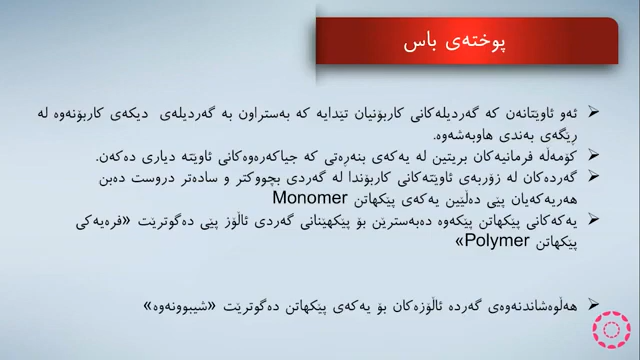 پوختەی باس
ئەو ئاوێتانەن کە گەردیلەکانی کاربۆنیان تێدایە کە بەستراون بە گەردیلەی دیکەی کاربۆنەوە لە
ڕێگەی بەندی هاوبەشەوە.
کۆمەڵە فرمانیەکان بریتین لە یەکەی بنەڕەتی کە جیاکەرەوەکانی ئاوێتە دیاری دەکەن.
گەردەکان لە زۆربەی ئاوێتەکانی کاربۆندا لە گەردی بچووکتر و سادەتر دروست دەبن
هەریەکەیان پێی دەڵێین یەکەی پێکهاتن Monomer
یەکەکانی پێکهاتن پێکەوە دەبەسترێن بۆ پێکهێنانی گەردی ئاڵۆز پێی دەگوترێت «فرەیەکی
پێکهاتن Polymer»
هەڵوەشاندنەوەی گەردە ئاڵۆزەکان بۆ یەکەی پێکهاتن دەگوترێت «شیبوونەوە»